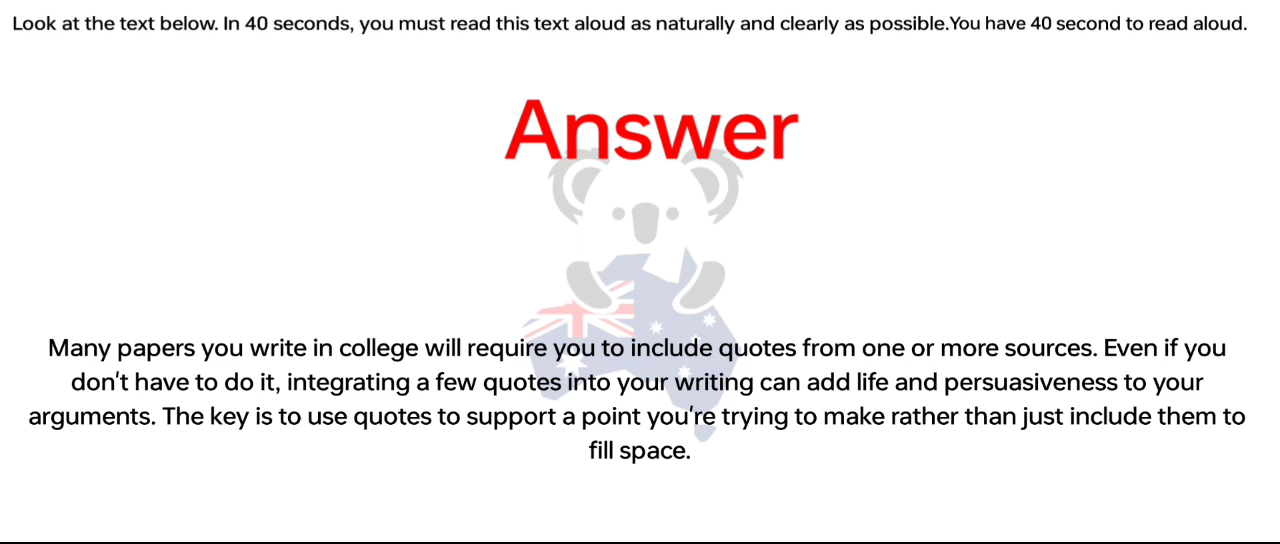 Look at the text below. In 40 seconds, you must read this text aloud as naturally and clearly as possible.You have 40 second to read aloud.
Answer
Many papers you write in college will require you to include quotes from one or more sources. Even if you
don't have to do it, integrating a few quotes into your writing can add life and persuasiveness to your
arguments. The key is to use quotes to support a point you're trying to make rather than just include them to
fill space.